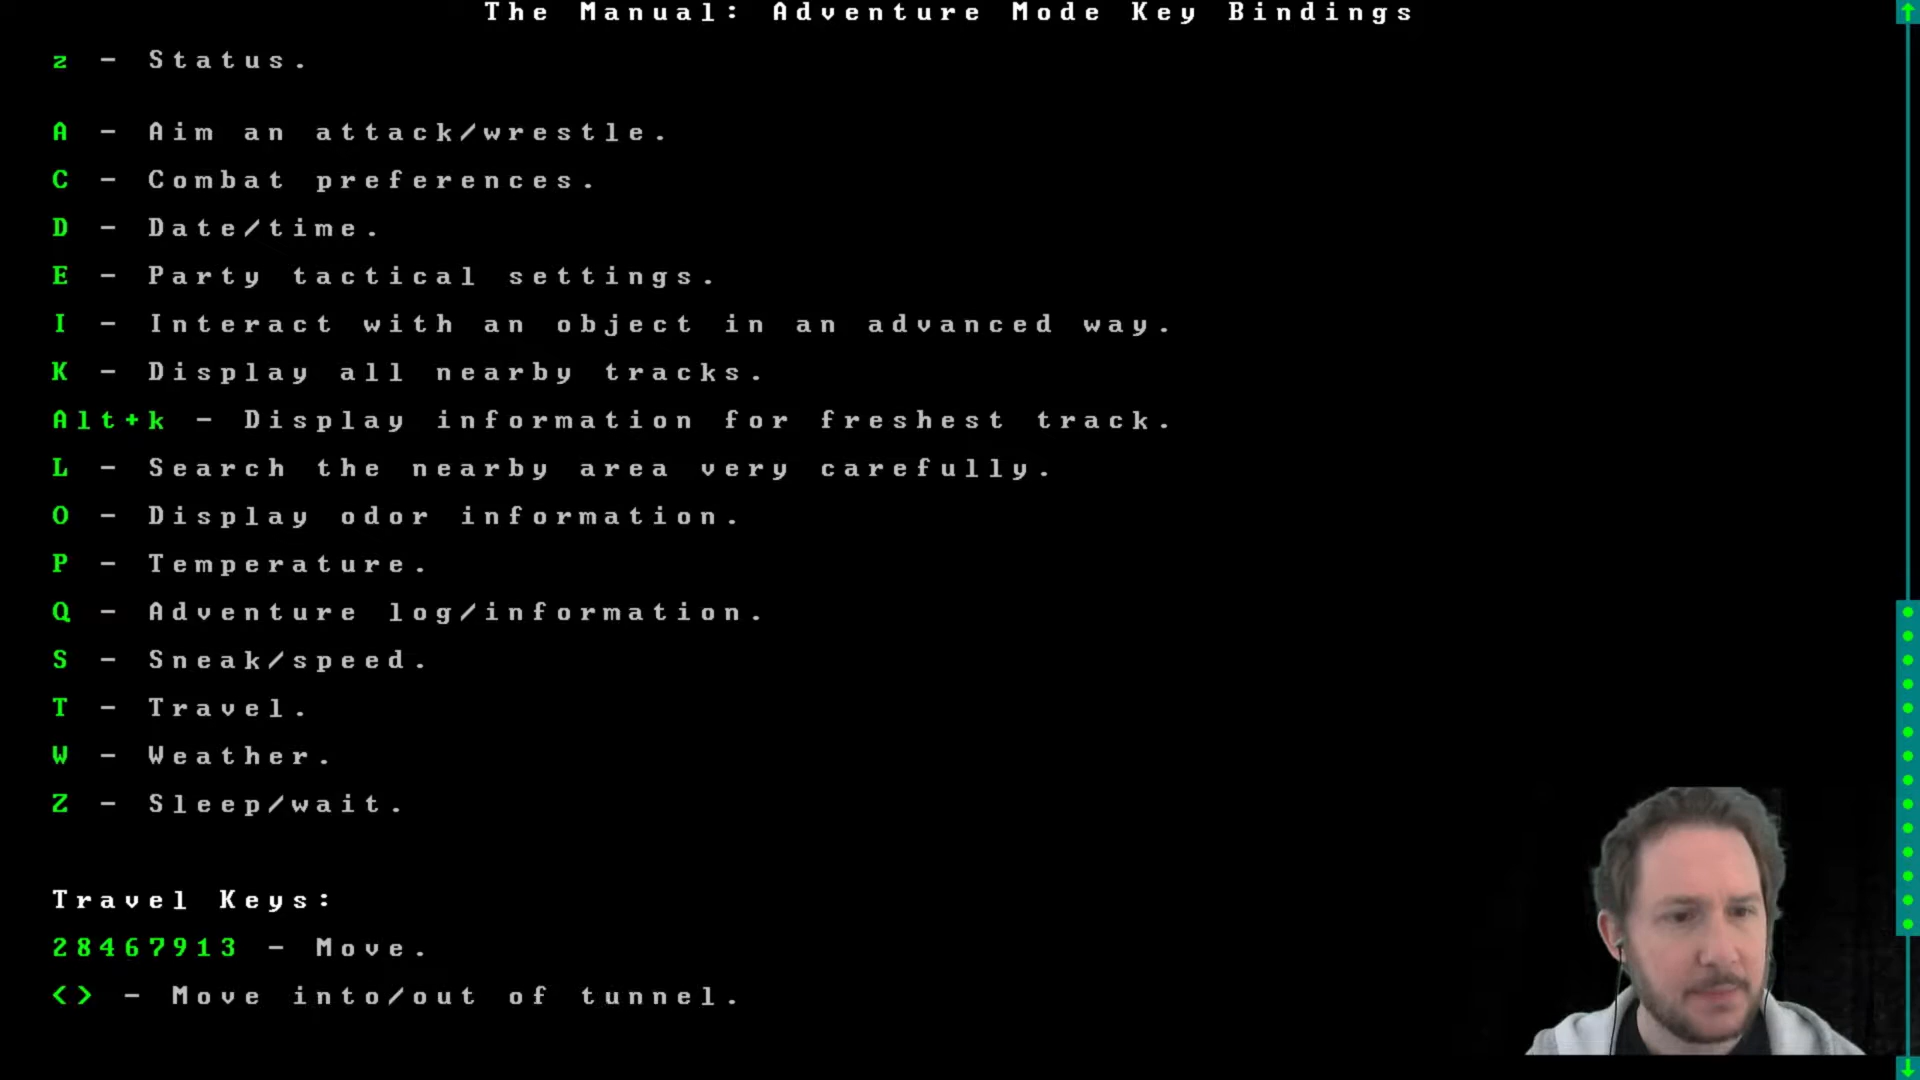 The Manual: Adventure Mode Key Bindings
z - Status.
A - Aim an attack/wrestle.
C - Combat preferences.
D - Date/time.
E - Party tactical settings.
I - Interact with an object in an advanced way.
K - Display all nearby tracks.
Alt+k - Display information for freshest track.
L - Search the nearby area very carefully.
O - Display odor information.
P - Temperature.
Q - Adventure log/information.
S - Sneak/speed.
T - Travel.
W - Weather.
Z - Sleep/wait.
Travel Keys:
28467913 - Move.
<> - Move into/out of tunnel.